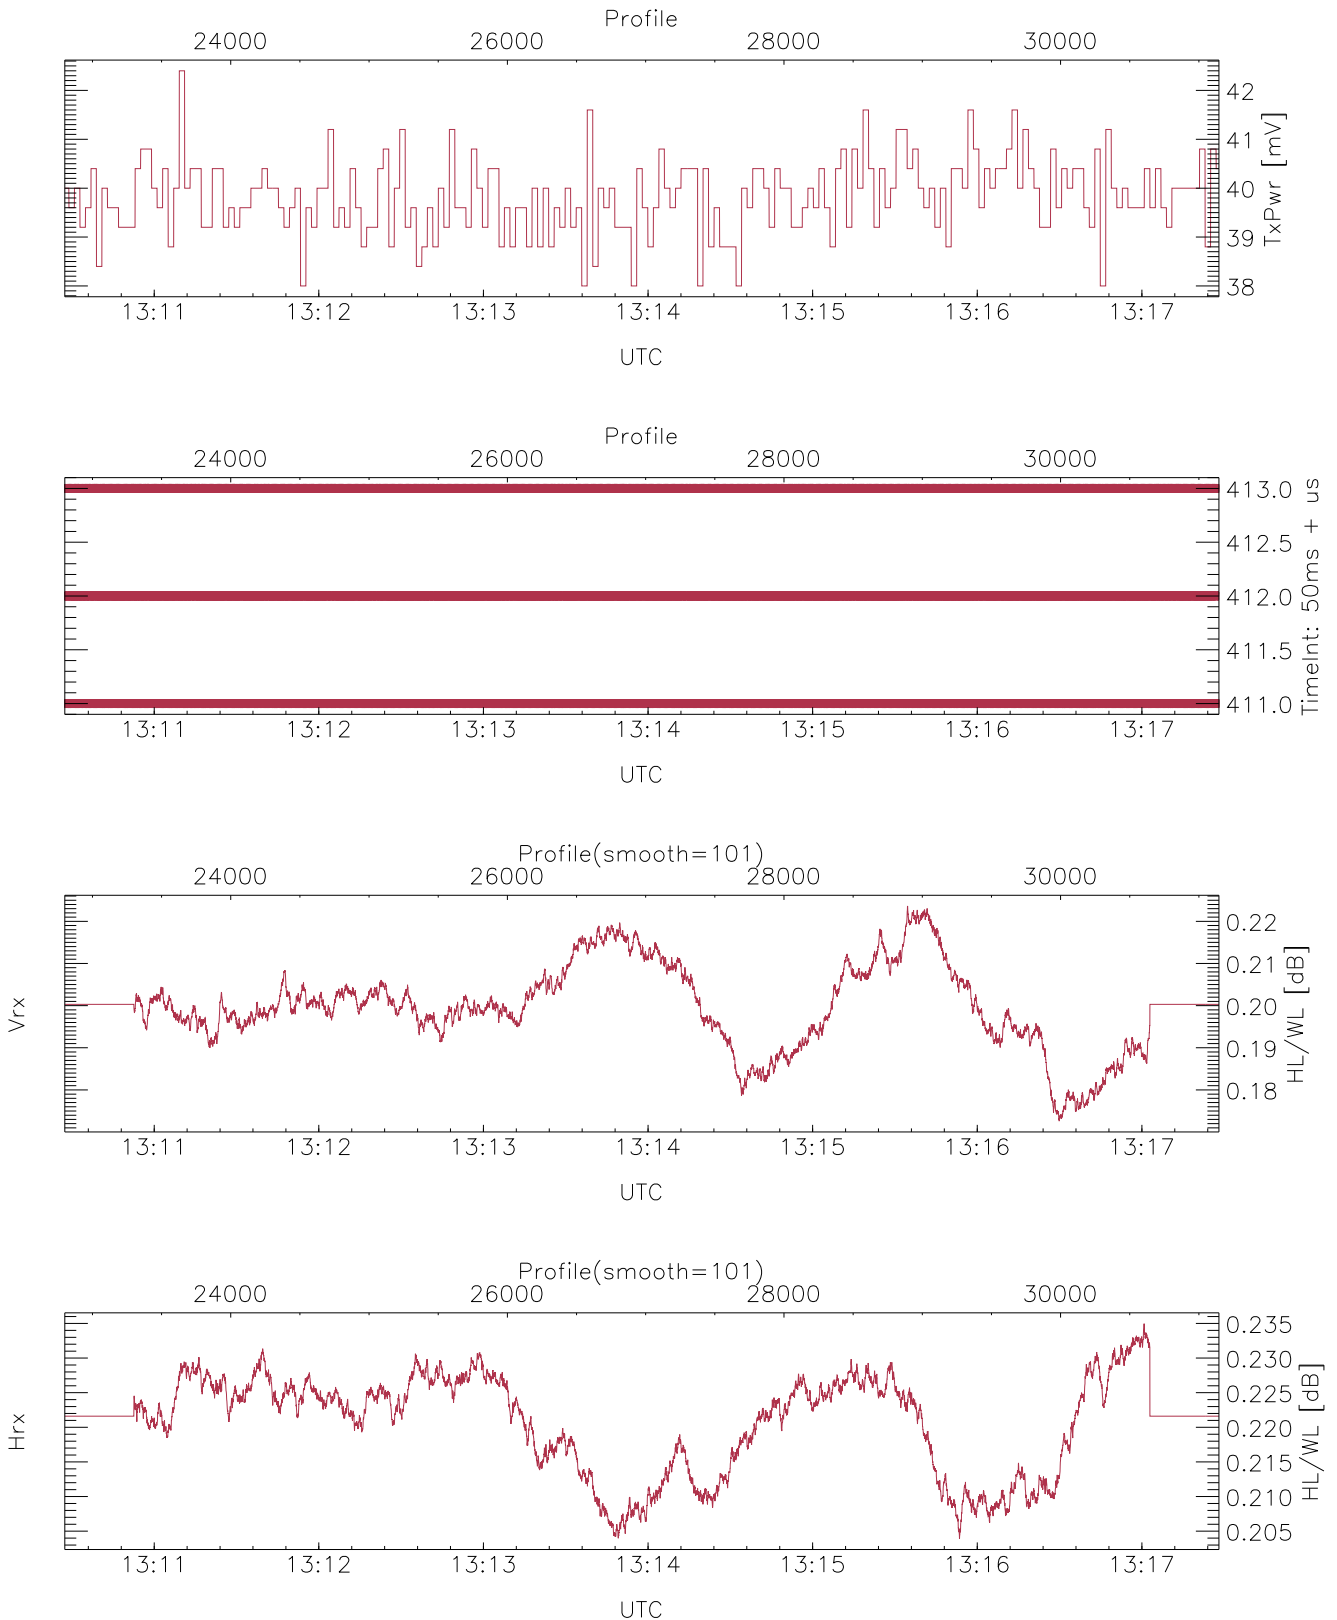 Profile
24000 26000 28000 30000
42
41
40
39
38
TxPwr [mV]
13:11 13:12 13:13 13:14 13:15 13:16 13:17
UTC
Profile
24000 26000 28000 30000
413.0
412.5
412.0
411.5
411.0
TimeInt: 50ms + us
13:11 13:12 13:13 13:14 13:15 13:16 13:17
UTC
Profile(smooth=101)
24000 26000 28000 30000
Vrx
0.22
0.21
0.20
0.19
0.18
HL/WL [dB]
13:11 13:12 13:13 13:14 13:15 13:16 13:17
UTC
Profile(smooth=101)
24000 26000 28000 30000
Hrx
0.235
0.230
0.225
0.220
0.215
0.210
0.205
HL/WL [dB]
13:11 13:12 13:13 13:14 13:15 13:16 13:17
UTC